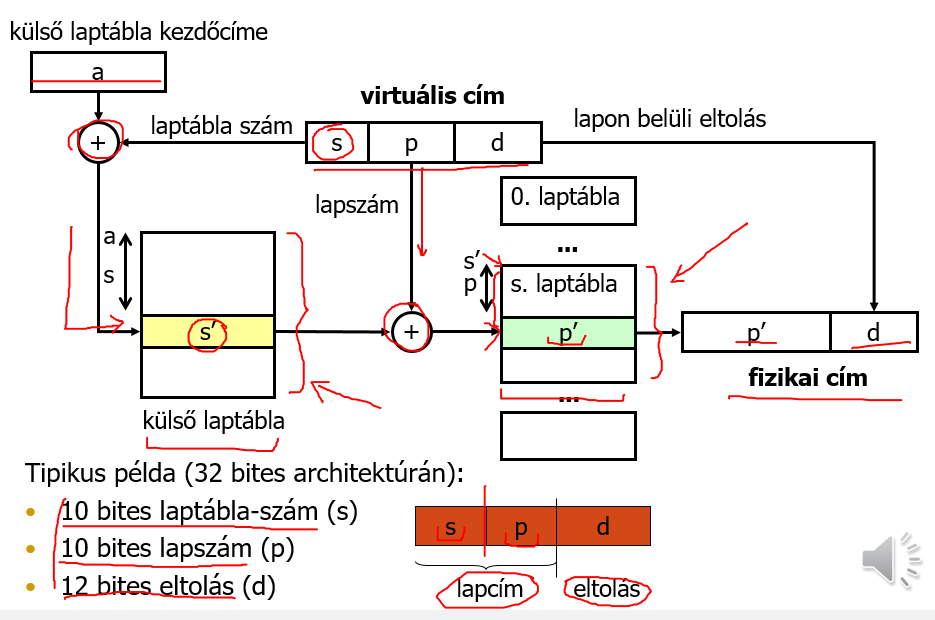 külső laptábla kezdőcíme
a
virtuális cím
laptábla szám
lapon belüli eltolás
+
s
p
d
lapszám
0. laptábla
...
a
s
s’
p
s. laptábla
s’
+
p’
p’
d
fizikai cím
külső laptábla
...
Tipikus példa (32 bites architektúrán):
• 10 bites laptábla-szám (s)
• 10 bites lapszám (p)
• 12 bites eltolás (d)
s
p
d
lapcím
eltolás